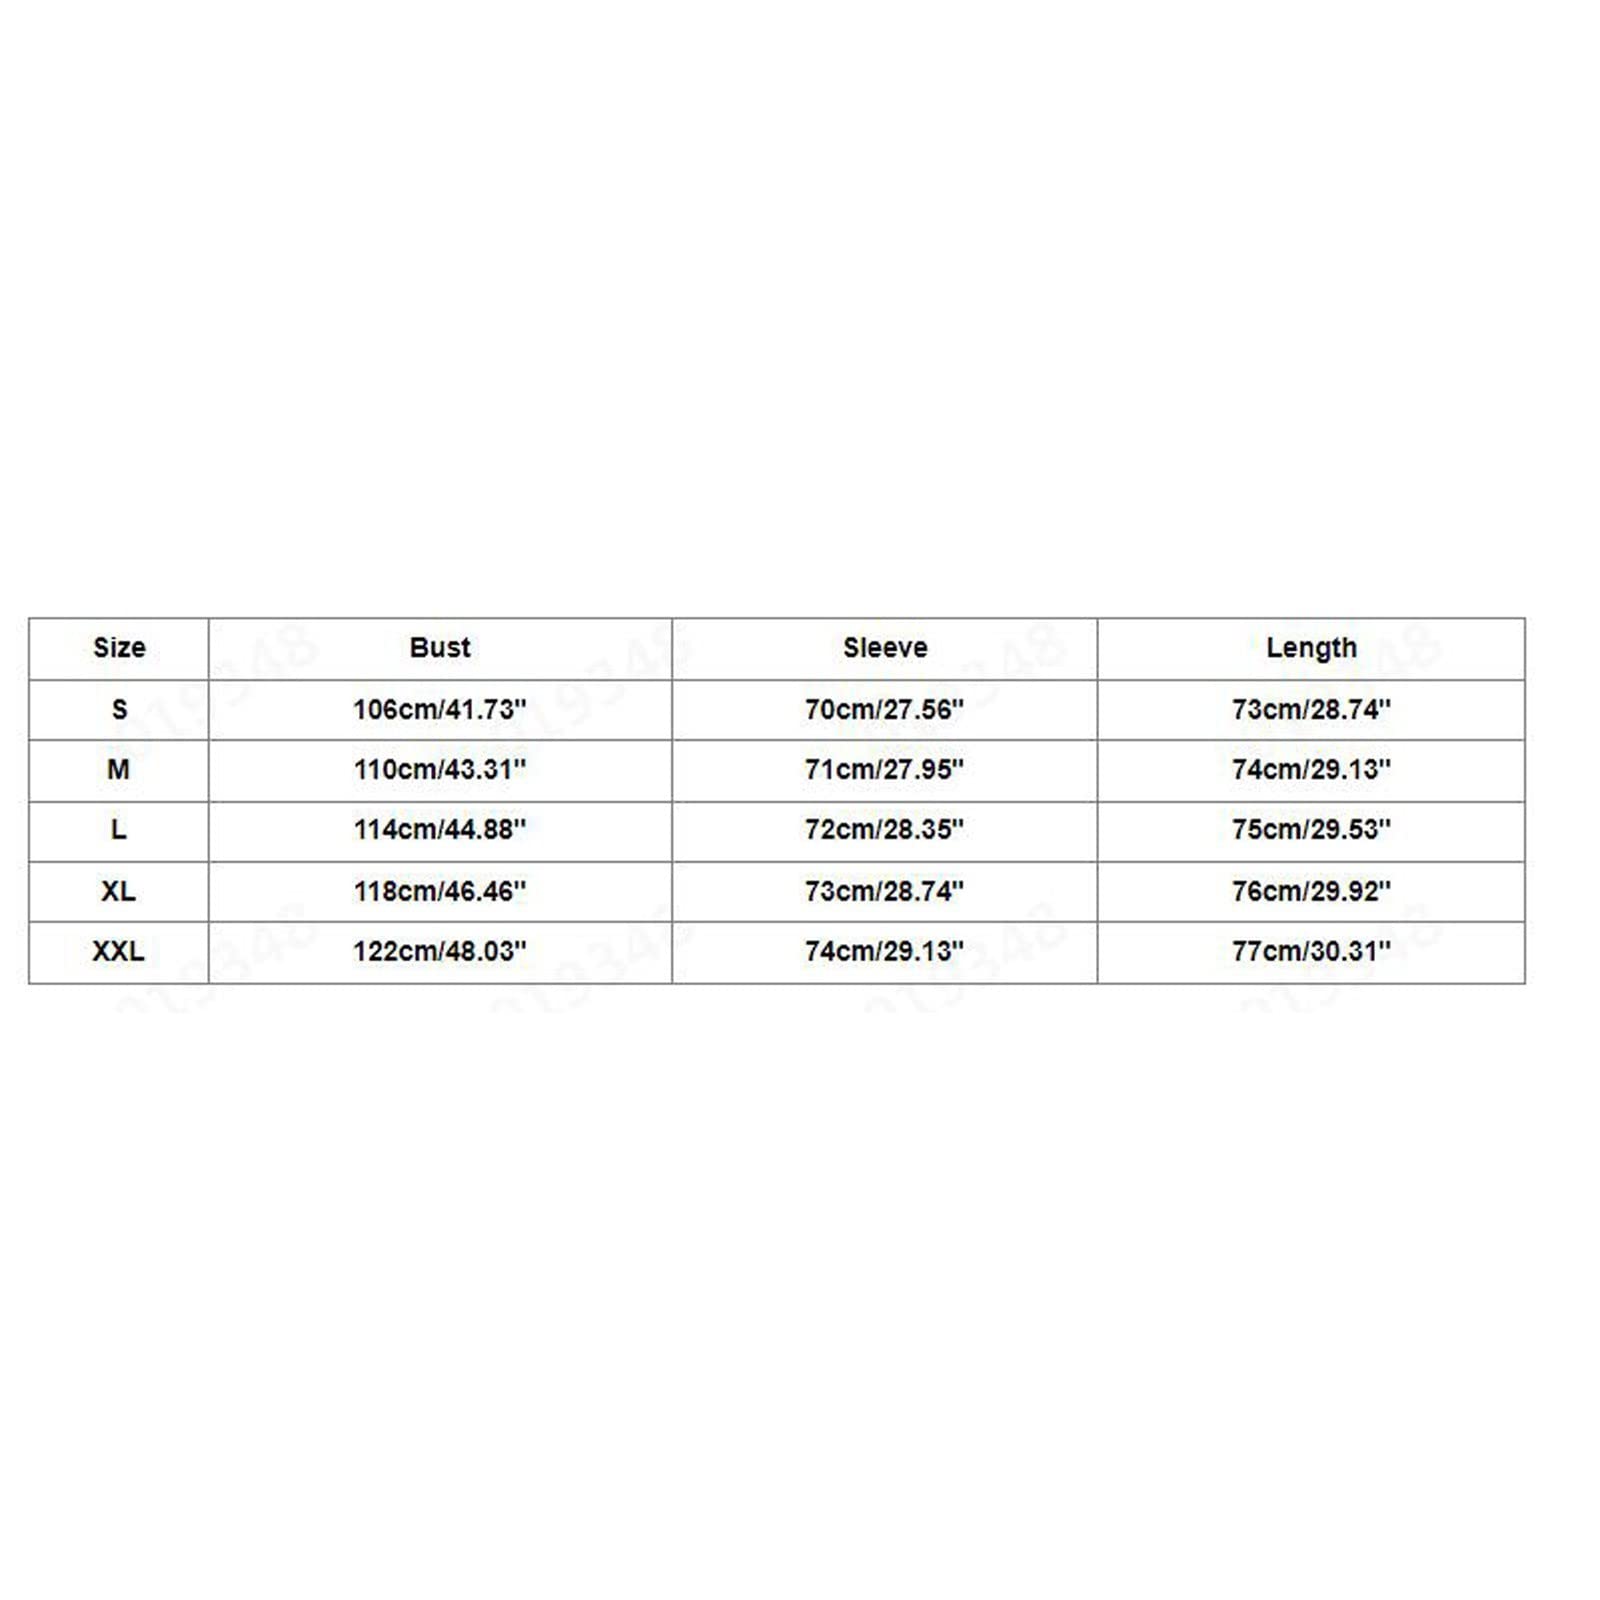 Size Bust Sleeve Length
S 106cm/41.73" 70cm/27.56" 73cm/28.74"
M 110cm/43.31" 71cm/27.95" 74cm/29.13"
L 114cm/44.88" 72cm/28.35" 75cm/29.53"
XL 118cm/46.46" 73cm/28.74" 76cm/29.92"
XXL 122cm/48.03" 74cm/29.13" 77cm/30.31"